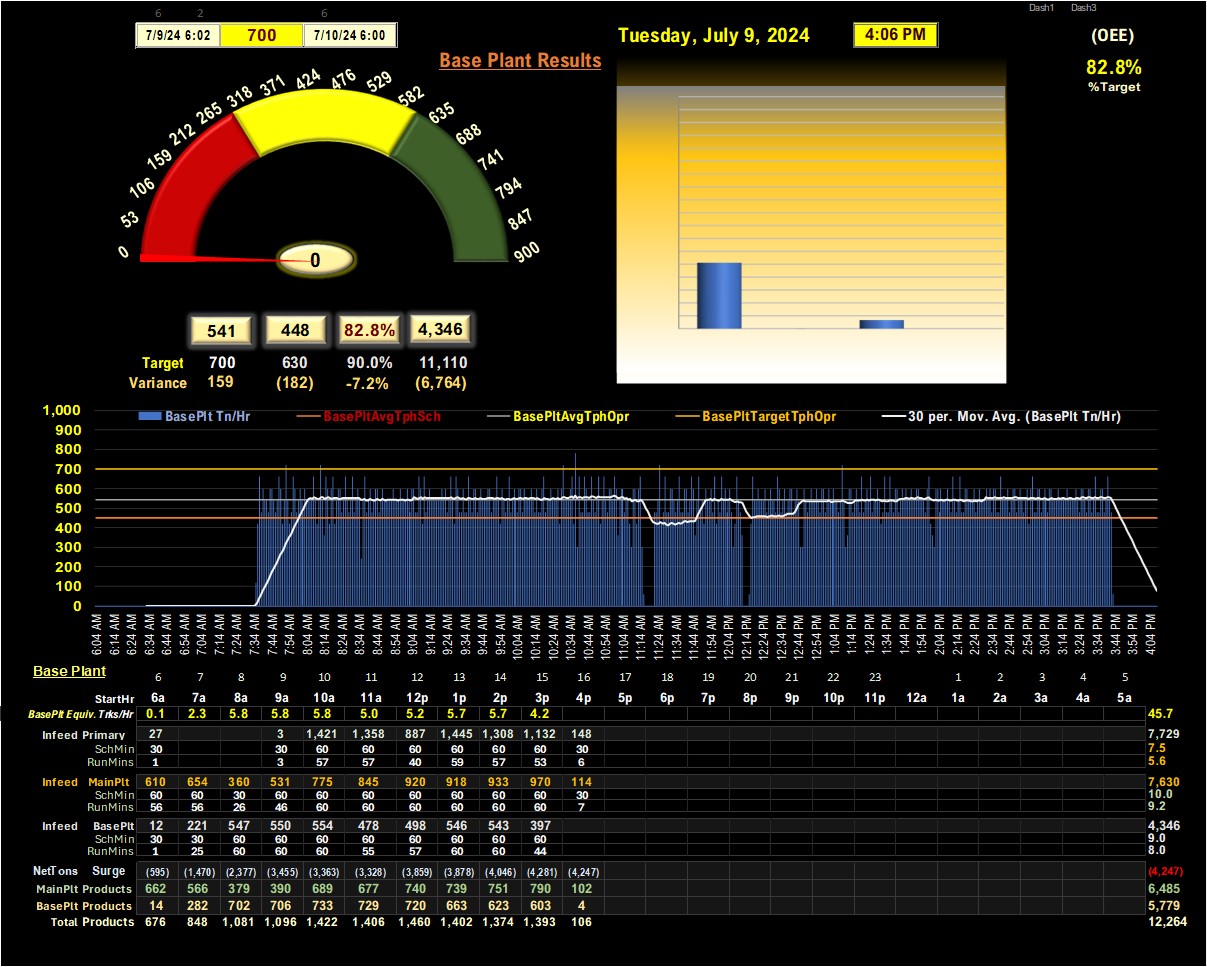 6 2 6 Dash1 Dash3
7/9/24 6:02 700 7/10/24 6:00 Tuesday, July 9, 2024 4:06 PM (OEE)
Base Plant Results 82.8%
%Target
0 53 106 159 212 265 318 371 424 476 529 582 635 688 741 794 847 900
0
541 448 82.8% 4,346
Target 700 630 90.0% 11,110
Variance 159 (182) -7.2% (6,764)
BasePlt Tn/Hr BasePltAvgTphSch BasePltAvgTphOpr BasePltTargetTphOpr 30 per. Mov. Avg. (BasePlt Tn/Hr)
1,000
900
800
700
600
500
400
300
200
100
0
6:04 AM 6:14 AM 6:24 AM 6:34 AM 6:44 AM 6:54 AM 7:04 AM 7:14 AM 7:24 AM 7:34 AM 7:44 AM 7:54 AM 8:04 AM 8:14 AM 8:24 AM 8:34 AM 8:44 AM 8:54 AM 9:04 AM 9:14 AM 9:24 AM 9:34 AM 9:44 AM 9:54 AM 10:04 AM 10:14 AM 10:24 AM 10:34 AM 10:44 AM 10:54 AM 11:04 AM 11:14 AM 11:24 AM 11:34 AM 11:44 AM 11:54 AM 12:04 PM 12:14 PM 12:24 PM 12:34 PM 12:44 PM 12:54 PM 1:04 PM 1:14 PM 1:24 PM 1:34 PM 1:44 PM 1:54 PM 2:04 PM 2:14 PM 2:24 PM 2:34 PM 2:44 PM 2:54 PM 3:04 PM 3:14 PM 3:24 PM 3:34 PM 3:44 PM 3:54 PM 4:04 PM
Base Plant
6 7 8 9 10 11 12 13 14 15 16 17 18 19 20 21 22 23 1 2 3 4 5
StartHr 6a 7a 8a 9a 10a 11a 12p 1p 2p 3p 4p 5p 6p 7p 8p 9p 10p 11p 12a 1a 2a 3a 4a 5a
BasePlt Equiv. Trks/Hr 0.1 2.3 5.8 5.8 5.8 5.0 5.2 5.7 5.7 4.2 45.7
Infeed Primary 27 3 1,421 1,358 887 1,445 1,308 1,132 148 7,729
SchMin 30 30 60 60 60 60 60 60 30 7.5
RunMins 1 3 57 57 40 59 57 53 6 5.6
Infeed MainPlt 610 654 360 531 775 845 920 918 933 970 114 7,630
SchMin 60 60 30 60 60 60 60 60 60 60 30 10.0
RunMins 56 56 26 46 60 60 60 60 60 60 7 9.2
Infeed BasePlt 12 221 547 550 554 478 498 546 543 397 4,346
SchMin 30 30 60 60 60 60 60 60 60 60 9.0
RunMins 1 25 60 60 60 55 57 60 60 44 8.0
NetTons Surge (595) (1,470) (2,377) (3,455) (3,363) (3,328) (3,859) (3,878) (4,046) (4,281) (4,247) (4,247)
MainPlt Products 662 566 379 390 689 677 740 739 751 790 102 6,485
BasePlt Products 14 282 702 706 733 729 720 663 623 603 4 5,779
Total Products 676 848 1,081 1,096 1,422 1,406 1,460 1,402 1,374 1,393 106 12,264